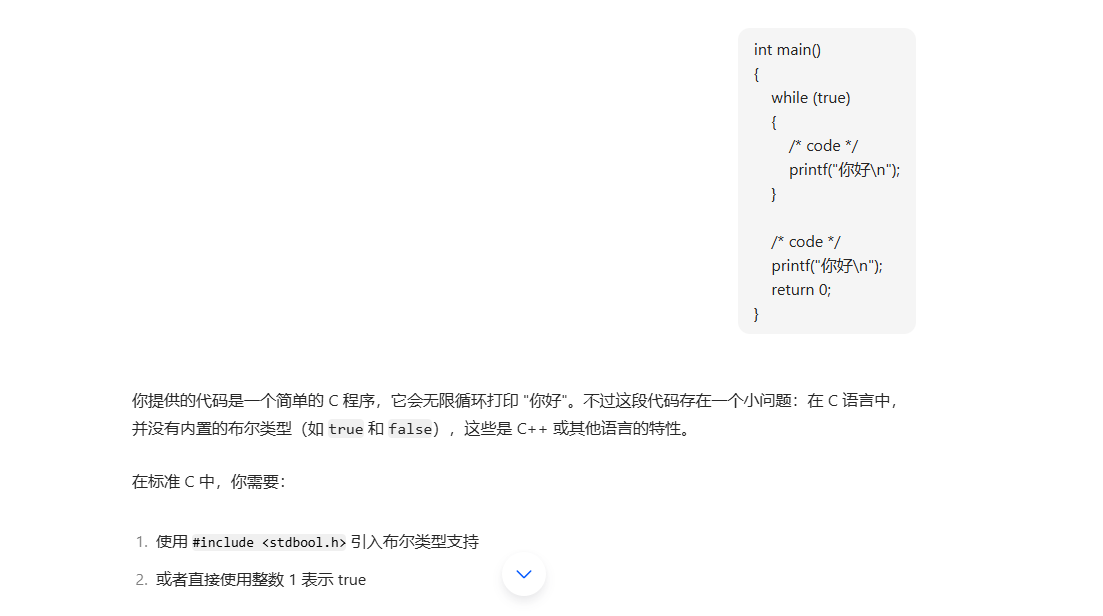 int main()
{
    while (true)
    {
        /* code */
        printf("你好\n");
    }

    /* code */
    printf("你好\n");
    return 0;
}
你提供的代码是一个简单的 C 程序，它会无限循环打印 "你好"。不过这段代码存在一个小问题：在 C 语言中，
并没有内置的布尔类型（如 true 和 false），这些是 C++ 或其他语言的特性。
在标准 C 中，你需要：
1. 使用 #include <stdbool.h> 引入布尔类型支持
2. 或者直接使用整数 1 表示 true